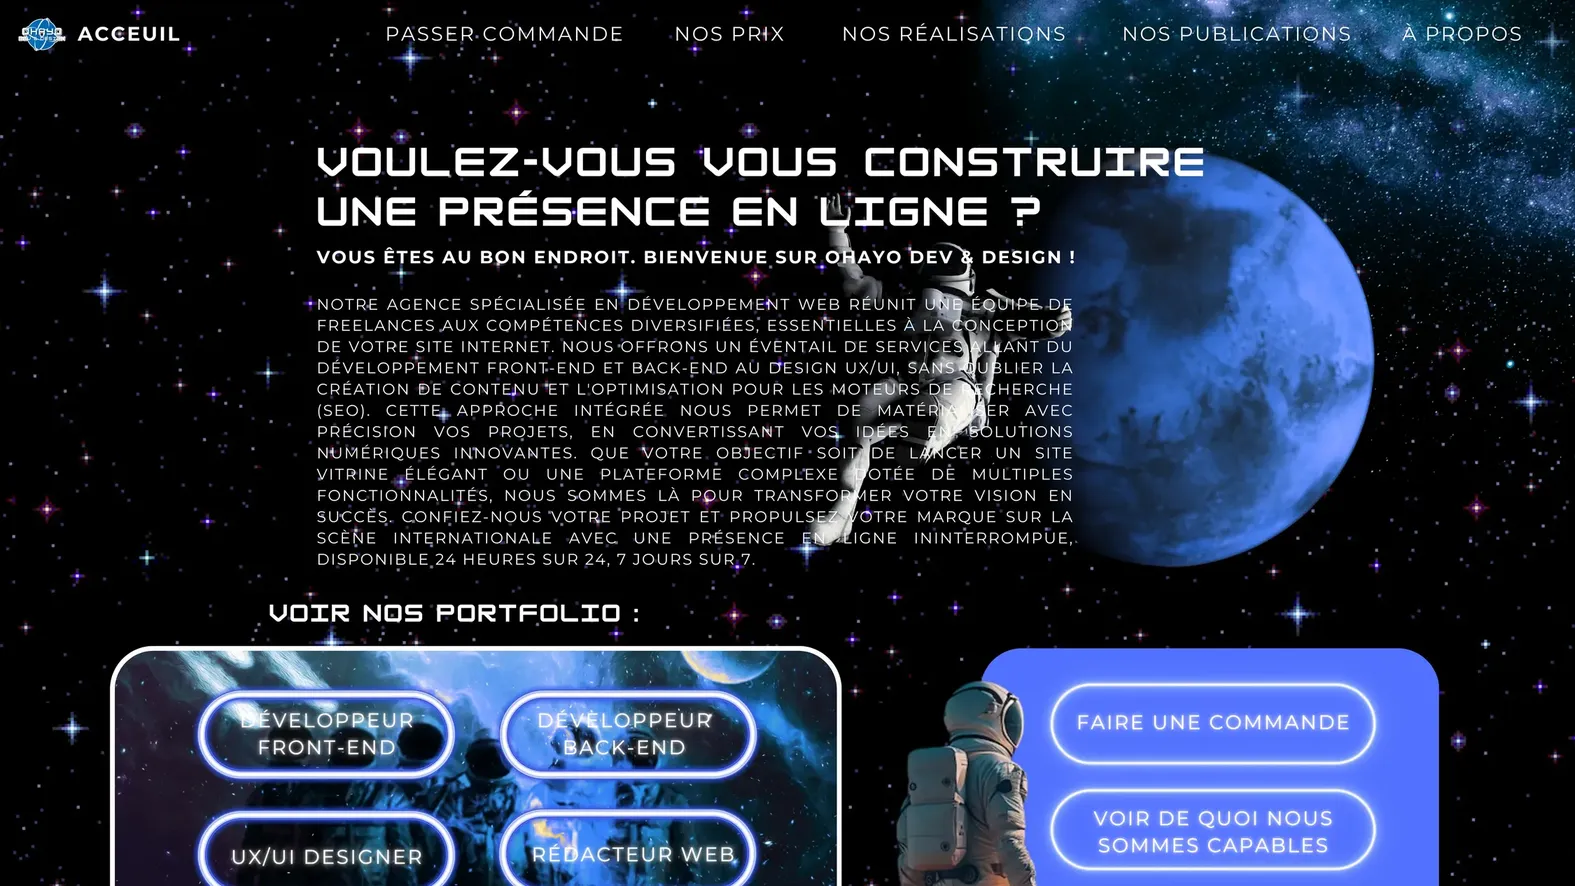 OHAYO
ACCEUIL
PASSER COMMANDE
NOS PRIX
NOS RÉALISATIONS
NOS PUBLICATIONS
À PROPOS
VOULEZ-VOUS VOUS CONSTRUIRE
UNE PRÉSENCE EN LIGNE ?
VOUS ÊTES AU BON ENDROIT. BIENVENUE SUR OHAYO DEV & DESIGN !
NOTRE AGENCE SPÉCIALISÉE EN DÉVELOPPEMENT WEB RÉUNIT UNE ÉQUIPE DE
FREELANCES AUX COMPÉTENCES DIVERSIFIÉES, ESSENTIELLES À LA CONCEPTION
DE VOTRE SITE INTERNET. NOUS OFFRONS UN ÉVENTAIL DE SERVICES ALLANT DU
DÉVELOPPEMENT FRONT-END ET BACK-END AU DESIGN UX/UI, SANS OUBLIER LA
CRÉATION DE CONTENU ET L'OPTIMISATION POUR LES MOTEURS DE RECHERCHE
(SEO). CETTE APPROCHE INTÉGRÉE NOUS PERMET DE MATÉRIALISER AVEC
PRÉCISION VOS PROJETS, EN CONVERTISSANT VOS IDÉES EN SOLUTIONS
NUMÉRIQUES INNOVANTES. QUE VOTRE OBJECTIF SOIT DE LANCER UN SITE
VITRINE ÉLÉGANT OU UNE PLATEFORME COMPLEXE DOTÉE DE MULTIPLES
FONCTIONNALITÉS, NOUS SOMMES LÀ POUR TRANSFORMER VOTRE VISION EN
SUCCÈS. CONFIEZ-NOUS VOTRE PROJET ET PROPULSEZ VOTRE MARQUE SUR LA
SCÈNE INTERNATIONALE AVEC UNE PRÉSENCE EN LIGNE ININTERROMPUE,
DISPONIBLE 24 HEURES SUR 24, 7 JOURS SUR 7.
VOIR NOS PORTFOLIO :
DÉVELOPPEUR
FRONT-END
DÉVELOPPEUR
BACK-END
UX/UI DESIGNER
RÉDACTEUR WEB
FAIRE UNE COMMANDE
VOIR DE QUOI NOUS
SOMMES CAPABLES